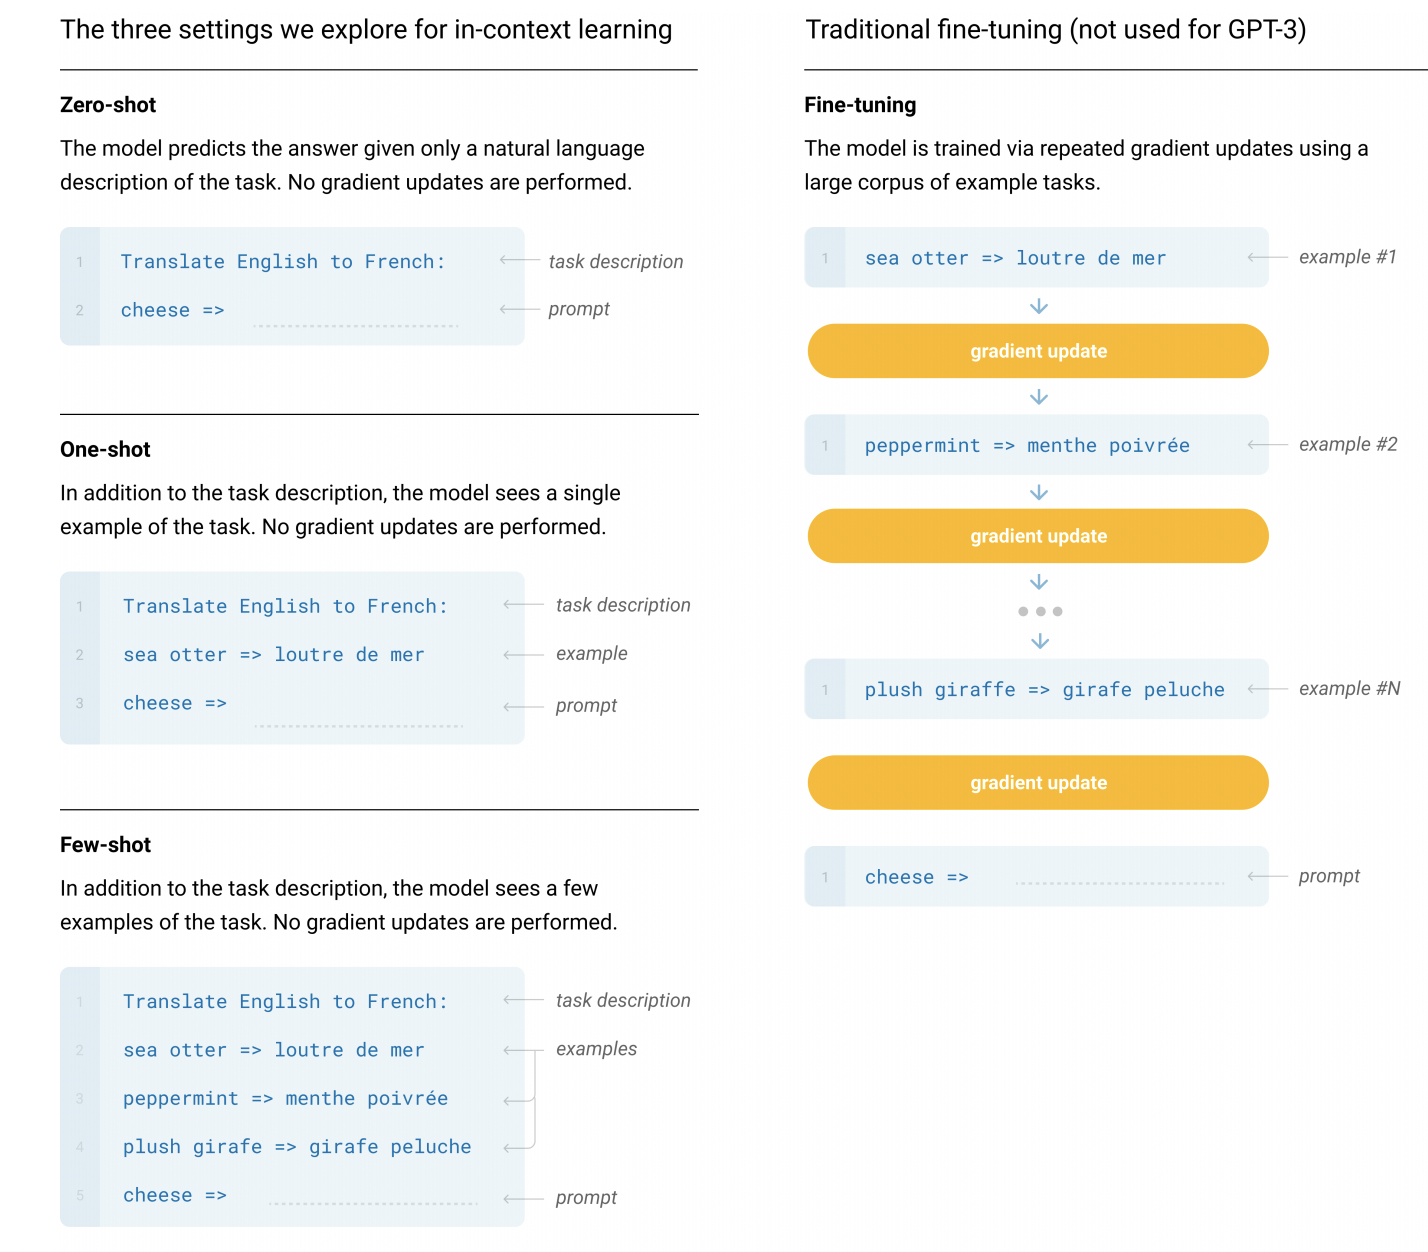 The three settings we explore for in-context learning
Zero-shot
The model predicts the answer given only a natural language
description of the task. No gradient updates are performed.
1 Translate English to French: task description
2 cheese => prompt
One-shot
In addition to the task description, the model sees a single
example of the task. No gradient updates are performed.
1 Translate English to French: task description
2 sea otter => loutre de mer example
3 cheese => prompt
Few-shot
In addition to the task description, the model sees a few
examples of the task. No gradient updates are performed.
1 Translate English to French: task description
2 sea otter => loutre de mer examples
3 peppermint => menthe poivrée
4 plush girafe => girafe peluche
5 cheese => prompt
Traditional fine-tuning (not used for GPT-3)
Fine-tuning
The model is trained via repeated gradient updates using a
large corpus of example tasks.
1 sea otter => loutre de mer example #1
gradient update
1 peppermint => menthe poivrée example #2
gradient update
1 plush giraffe => girafe peluche example #N
gradient update
1 cheese => prompt